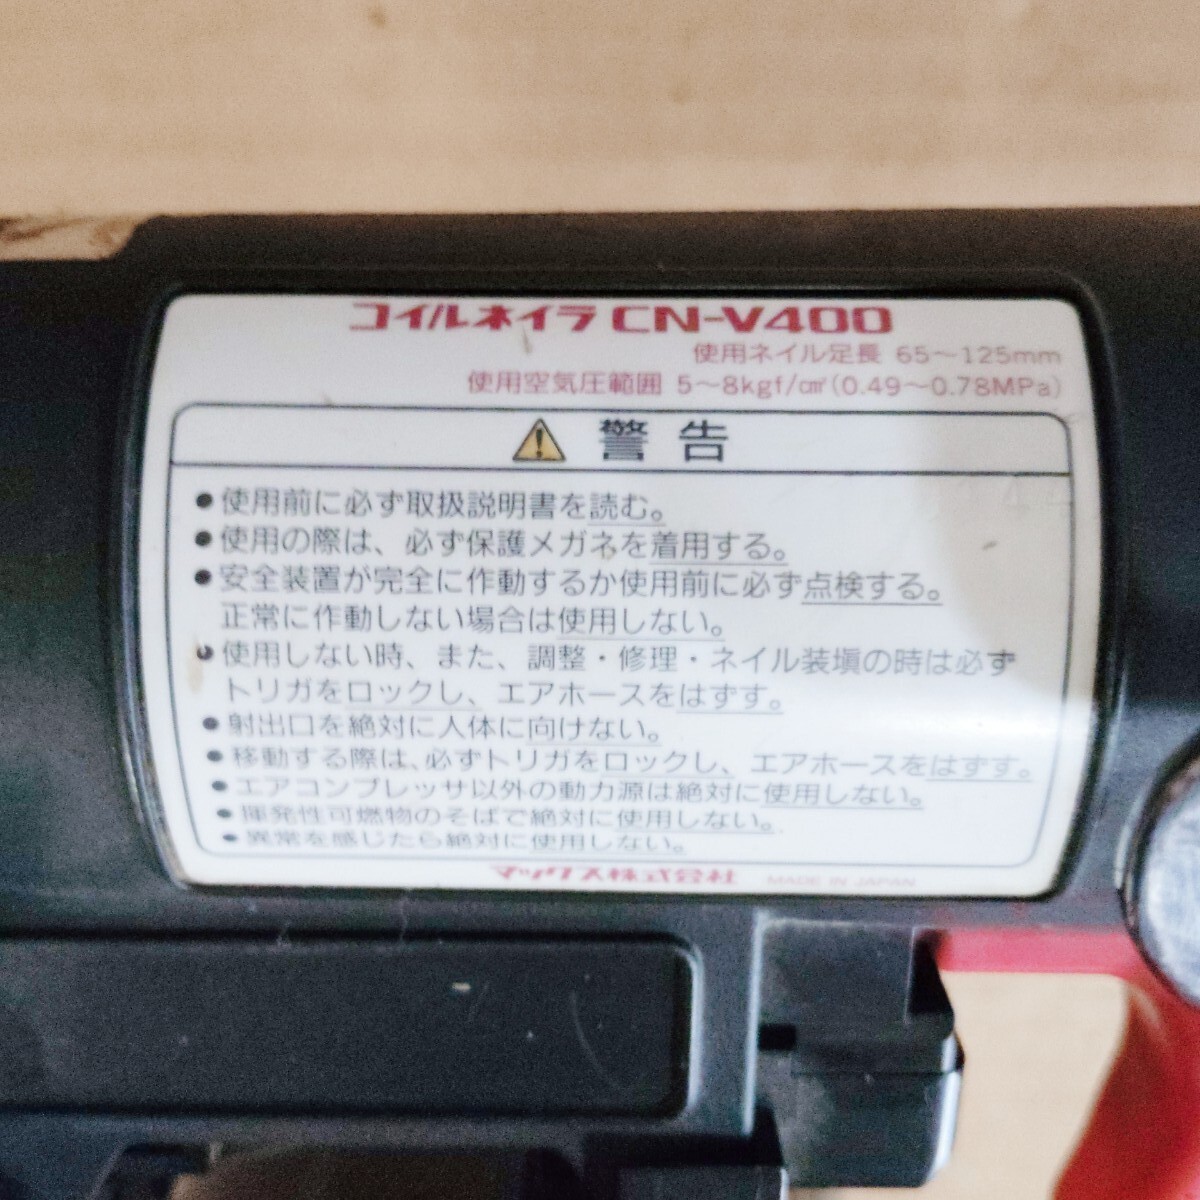 コイルネイラ CN-V400
使用ネイル足長 65〜125mm
使用空気圧範囲 5〜8kgf/c㎡(0.49〜0.78MPa)
⚠ 警告
●使用前に必ず取扱説明書を読む。
●使用の際は、必ず保護メガネを着用する。
●安全装置が完全に作動するか使用前に必ず点検する。
正常に作動しない場合は使用しない。
●使用しない時、また、調整・修理・ネイル装塡の時は必ず
トリガをロックし、エアホースをはずす。
●射出口を絶対に人体に向けない。
●移動する際は、必ずトリガをロックし、エアホースをはずす。
●エアコンプレッサ以外の動力源は絶対に使用しない。
●揮発性可燃物のそばで絶対に使用しない。
●異常を感じたら絶対に使用しない。
マックス株式会社 MADE IN JAPAN